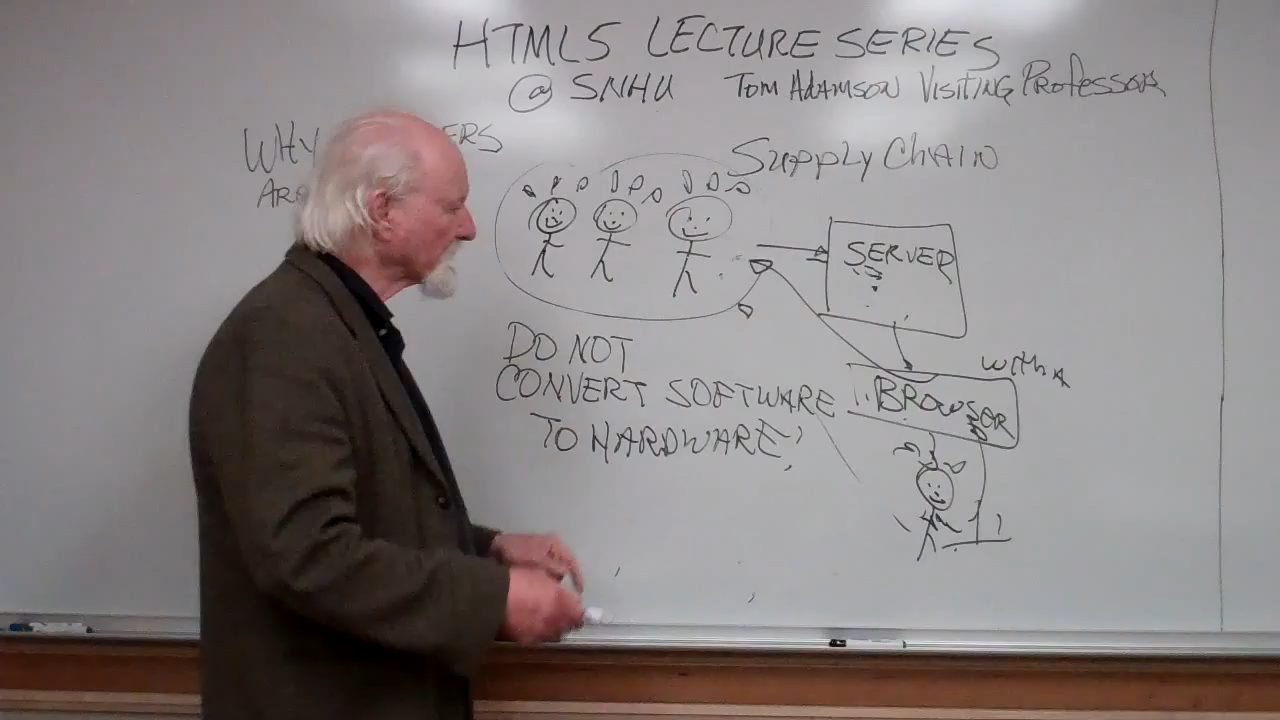 HTML5 LECTURE SERIES
@ SNHU TOM ADAMSON VISITING PROFESSOR
WHY
SUPPLY CHAIN
SERVER
DO NOT
CONVERT SOFTWARE
TO HARDWARE!
WITH A
BROWSER